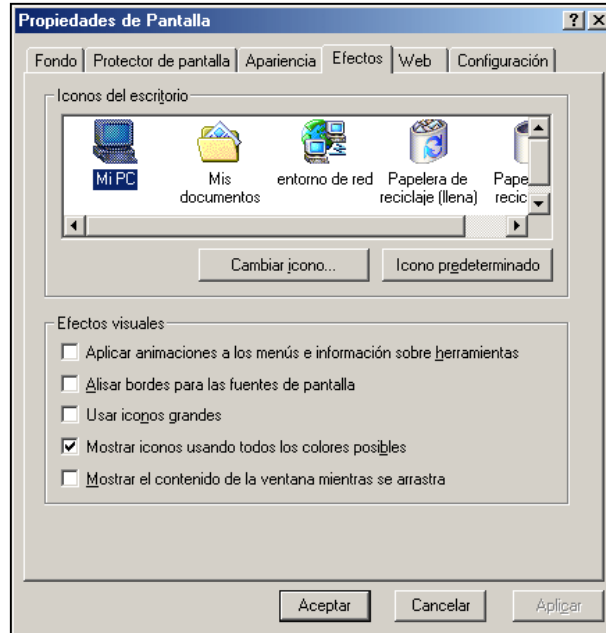 Propiedades de Pantalla
Fondo Protector de pantalla Apariencia Efectos Web Configuración
Iconos del escritorio
Mi PC Mis entorno de red Papelera de Pape
documentos reciclaje (llena) recic
Cambiar icono... Icono predeterminado
Efectos visuales
Aplicar animaciones a los menús e información sobre herramientas
Alisar bordes para las fuentes de pantalla
Usar iconos grandes
Mostrar iconos usando todos los colores posibles
Mostrar el contenido de la ventana mientras se arrastra
Aceptar Cancelar Aplicar